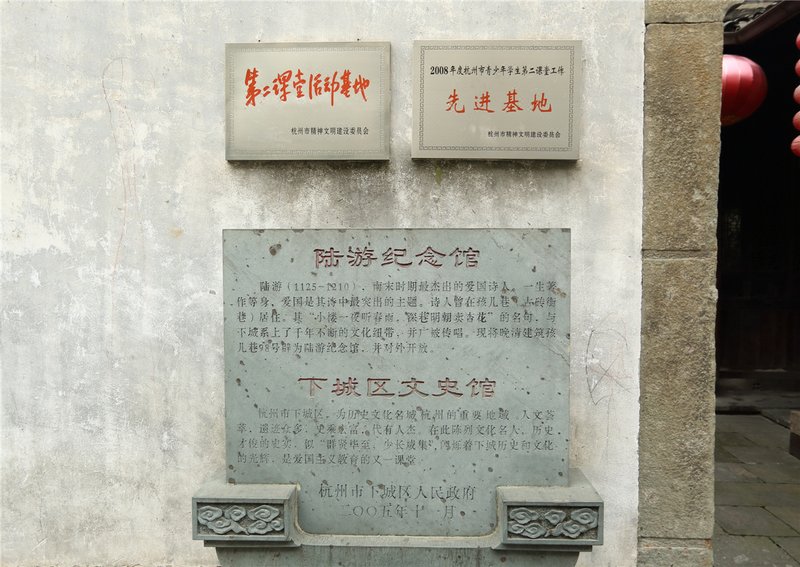 第二课堂活动基地
杭州市精神文明建设委员会
2008年度杭州市青少年学生第二课堂工作
先进基地
杭州市精神文明建设委员会
陆游纪念馆
陆游（1125-1210），南宋时期最杰出的爱国诗人。一生著
作等身，爱国是其诗中最突出的主题。诗人曾在孩儿巷（古砖街
巷）居住，其“小楼一夜听春雨，深巷明朝卖杏花”的名句，与
下城系上了千年不断的文化纽带，并广被传唱。现将晚清建筑孩
儿巷98号辟为陆游纪念馆，并对外开放。
下城区文史馆
杭州市下城区，为历史文化名城杭州的重要地域，人文荟
萃，遗迹众多，史乘丰富，代有人杰。在此陈列文化名人、历史
才俊的史实，似“群贤毕至，少长咸集”，闪烁着下城历史和文化
的光辉，是爱国主义教育的又一课堂。
杭州市下城区人民政府
二〇〇五年十一月